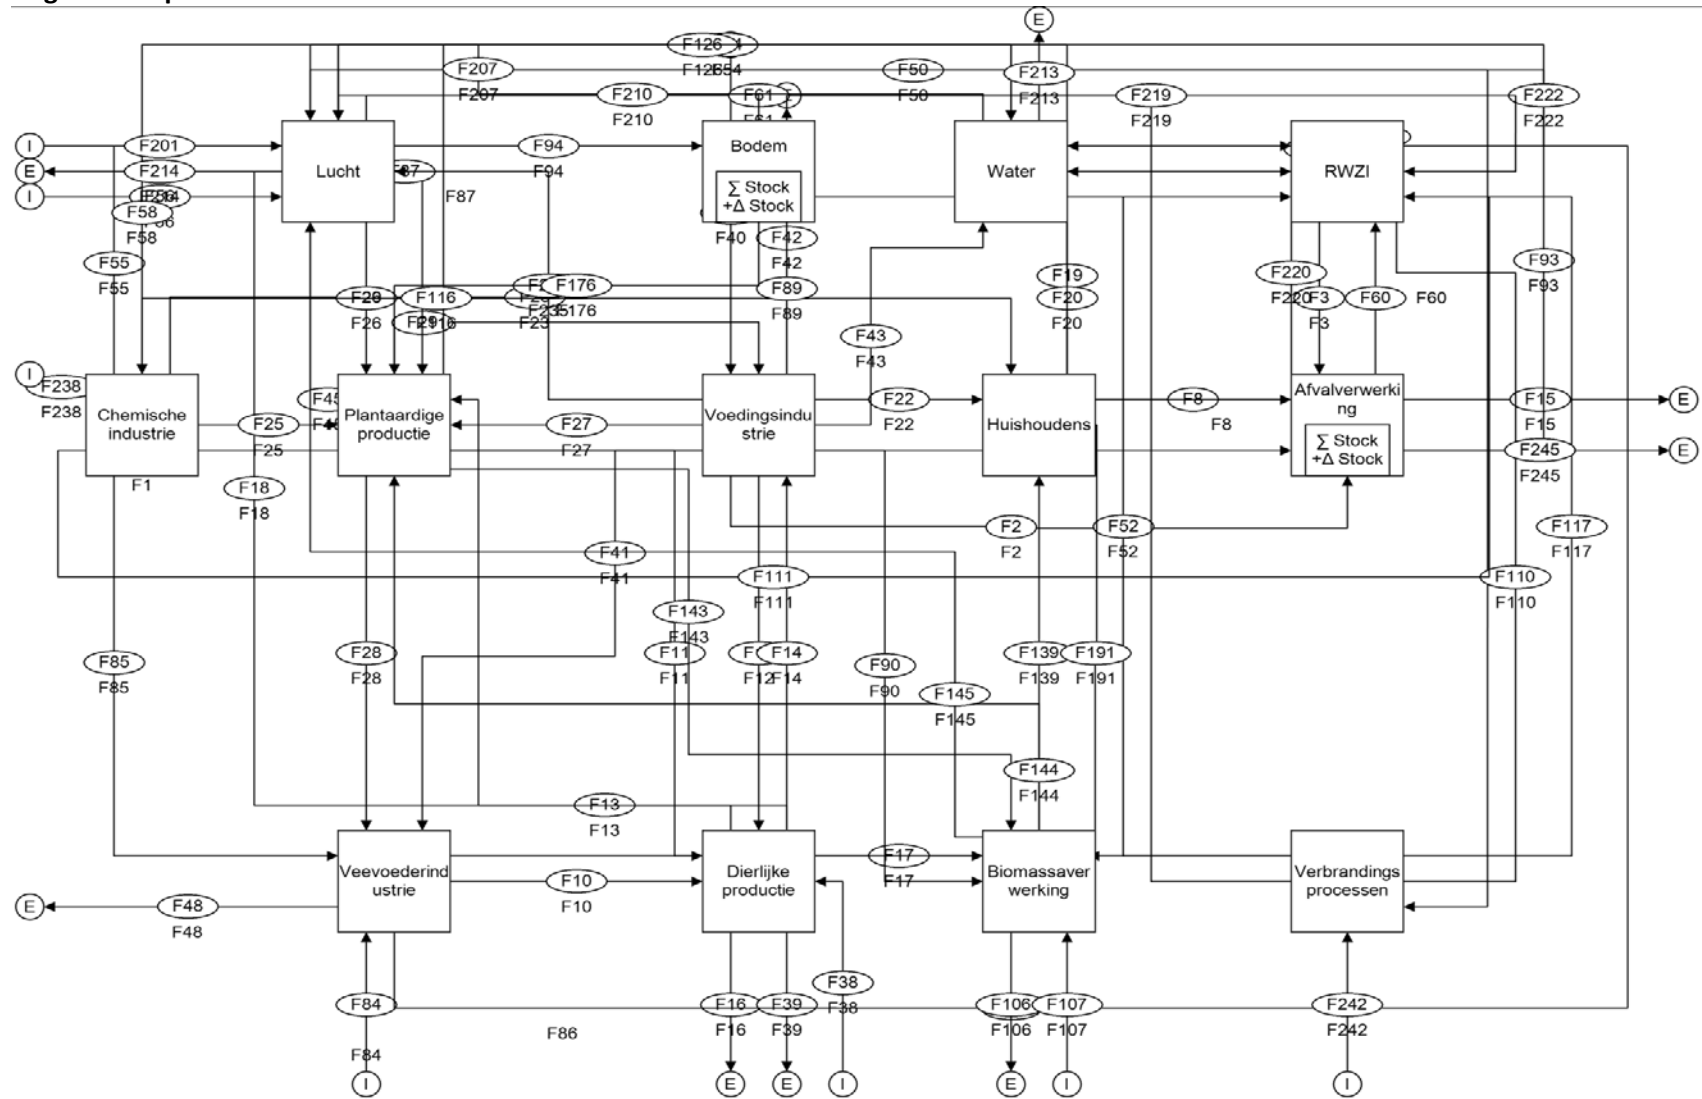 E
F126
F54
F207
F207
F50
F50
F213
F213
F210
F210
F61
F219
F219
F222
F222
I
F201
E
F214
I
F58
F58
Lucht
F94
F94
F87
Bodem
∑ Stock
+Δ Stock
Water
RWZI
F40
F42
F42
F55
F55
F93
F93
F19
F20
F20
F220
F220
F3
F3
F60
F60
F176
F176
F89
F89
F26
F26
F116
F43
F43
I
F238
F238
Chemische
industrie
F25
F25
Plantaardige
productie
F27
F27
Voedingsindu
strie
F22
F22
Huishoudens
F8
F8
Afvalverwerki
ng
∑ Stock
+Δ Stock
F15
F15
E
F245
F245
E
F1
F18
F18
F2
F2
F52
F52
F117
F117
F41
F41
F111
F111
F110
F110
F143
F143
F85
F85
F28
F28
F11
F11
F12
F14
F14
F90
F90
F139
F139
F191
F191
F145
F145
F144
F144
F13
F13
Veevoederind
ustrie
F10
F10
Dierlijke
productie
F17
F17
Biomassaver
werking
Verbrandings
processen
E
F48
F48
F84
F84
F86
F16
F16
F39
F39
F38
F38
F106
F106
F107
F107
F242
F242
I
E
E
I
E
I
I